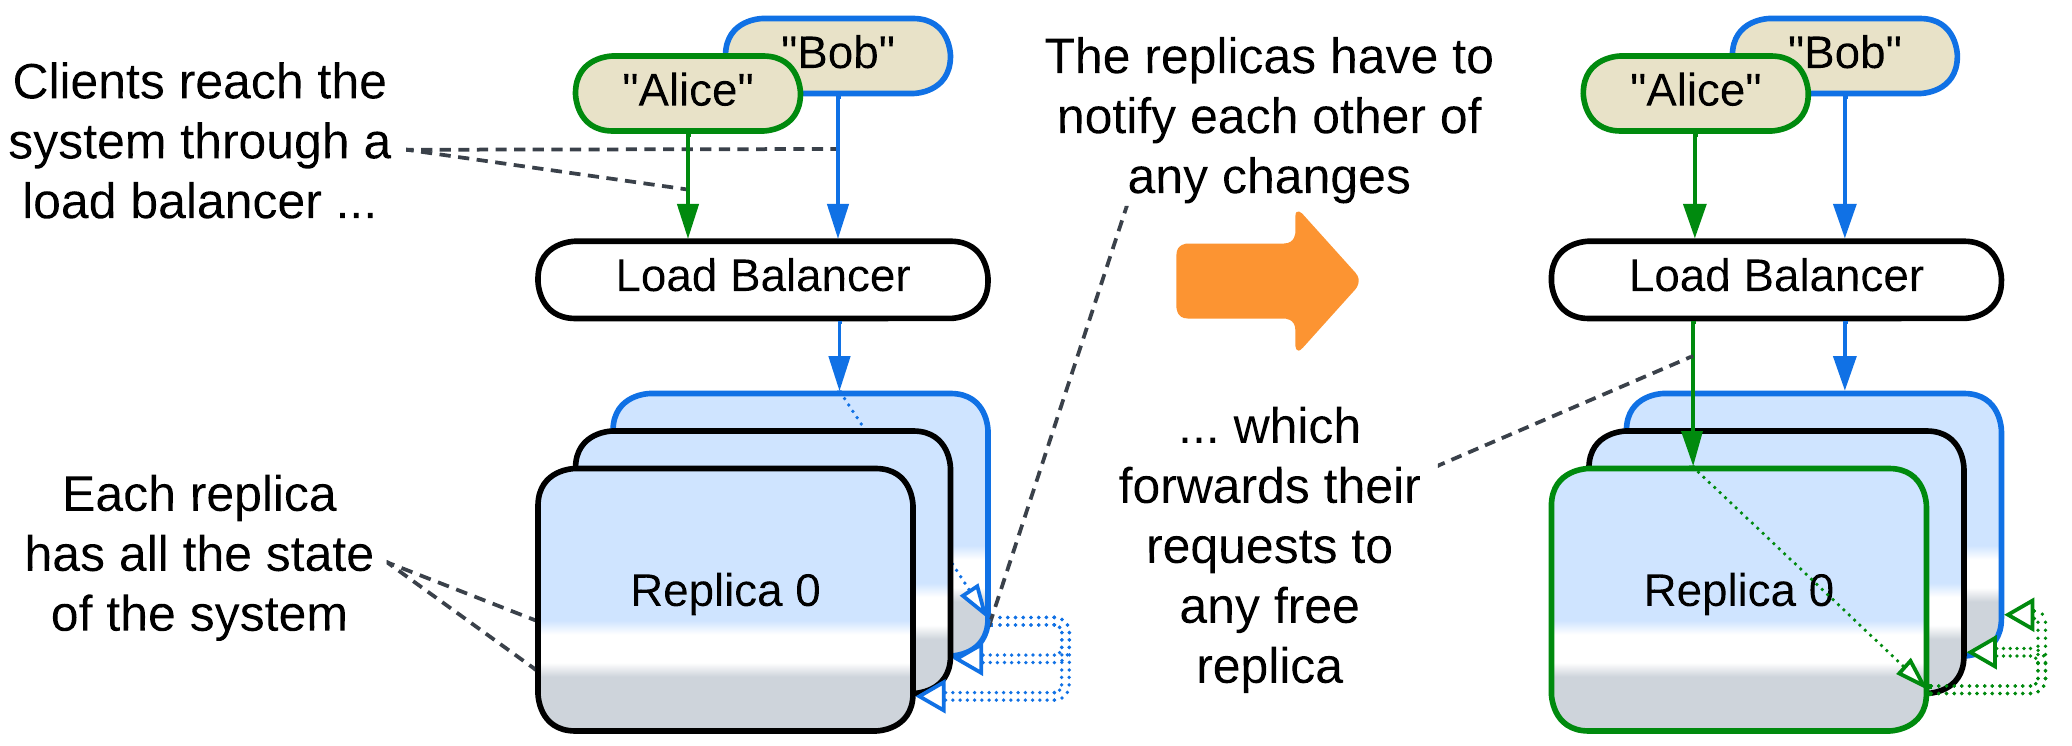 Clients reach the
system through a
load balancer ...
"Alice"
"Bob"
Load Balancer
Each replica
has all the state
of the system
Replica 0
The replicas have to
notify each other of
any changes
... which
forwards their
requests to
any free
replica
"Alice"
"Bob"
Load Balancer
Replica 0